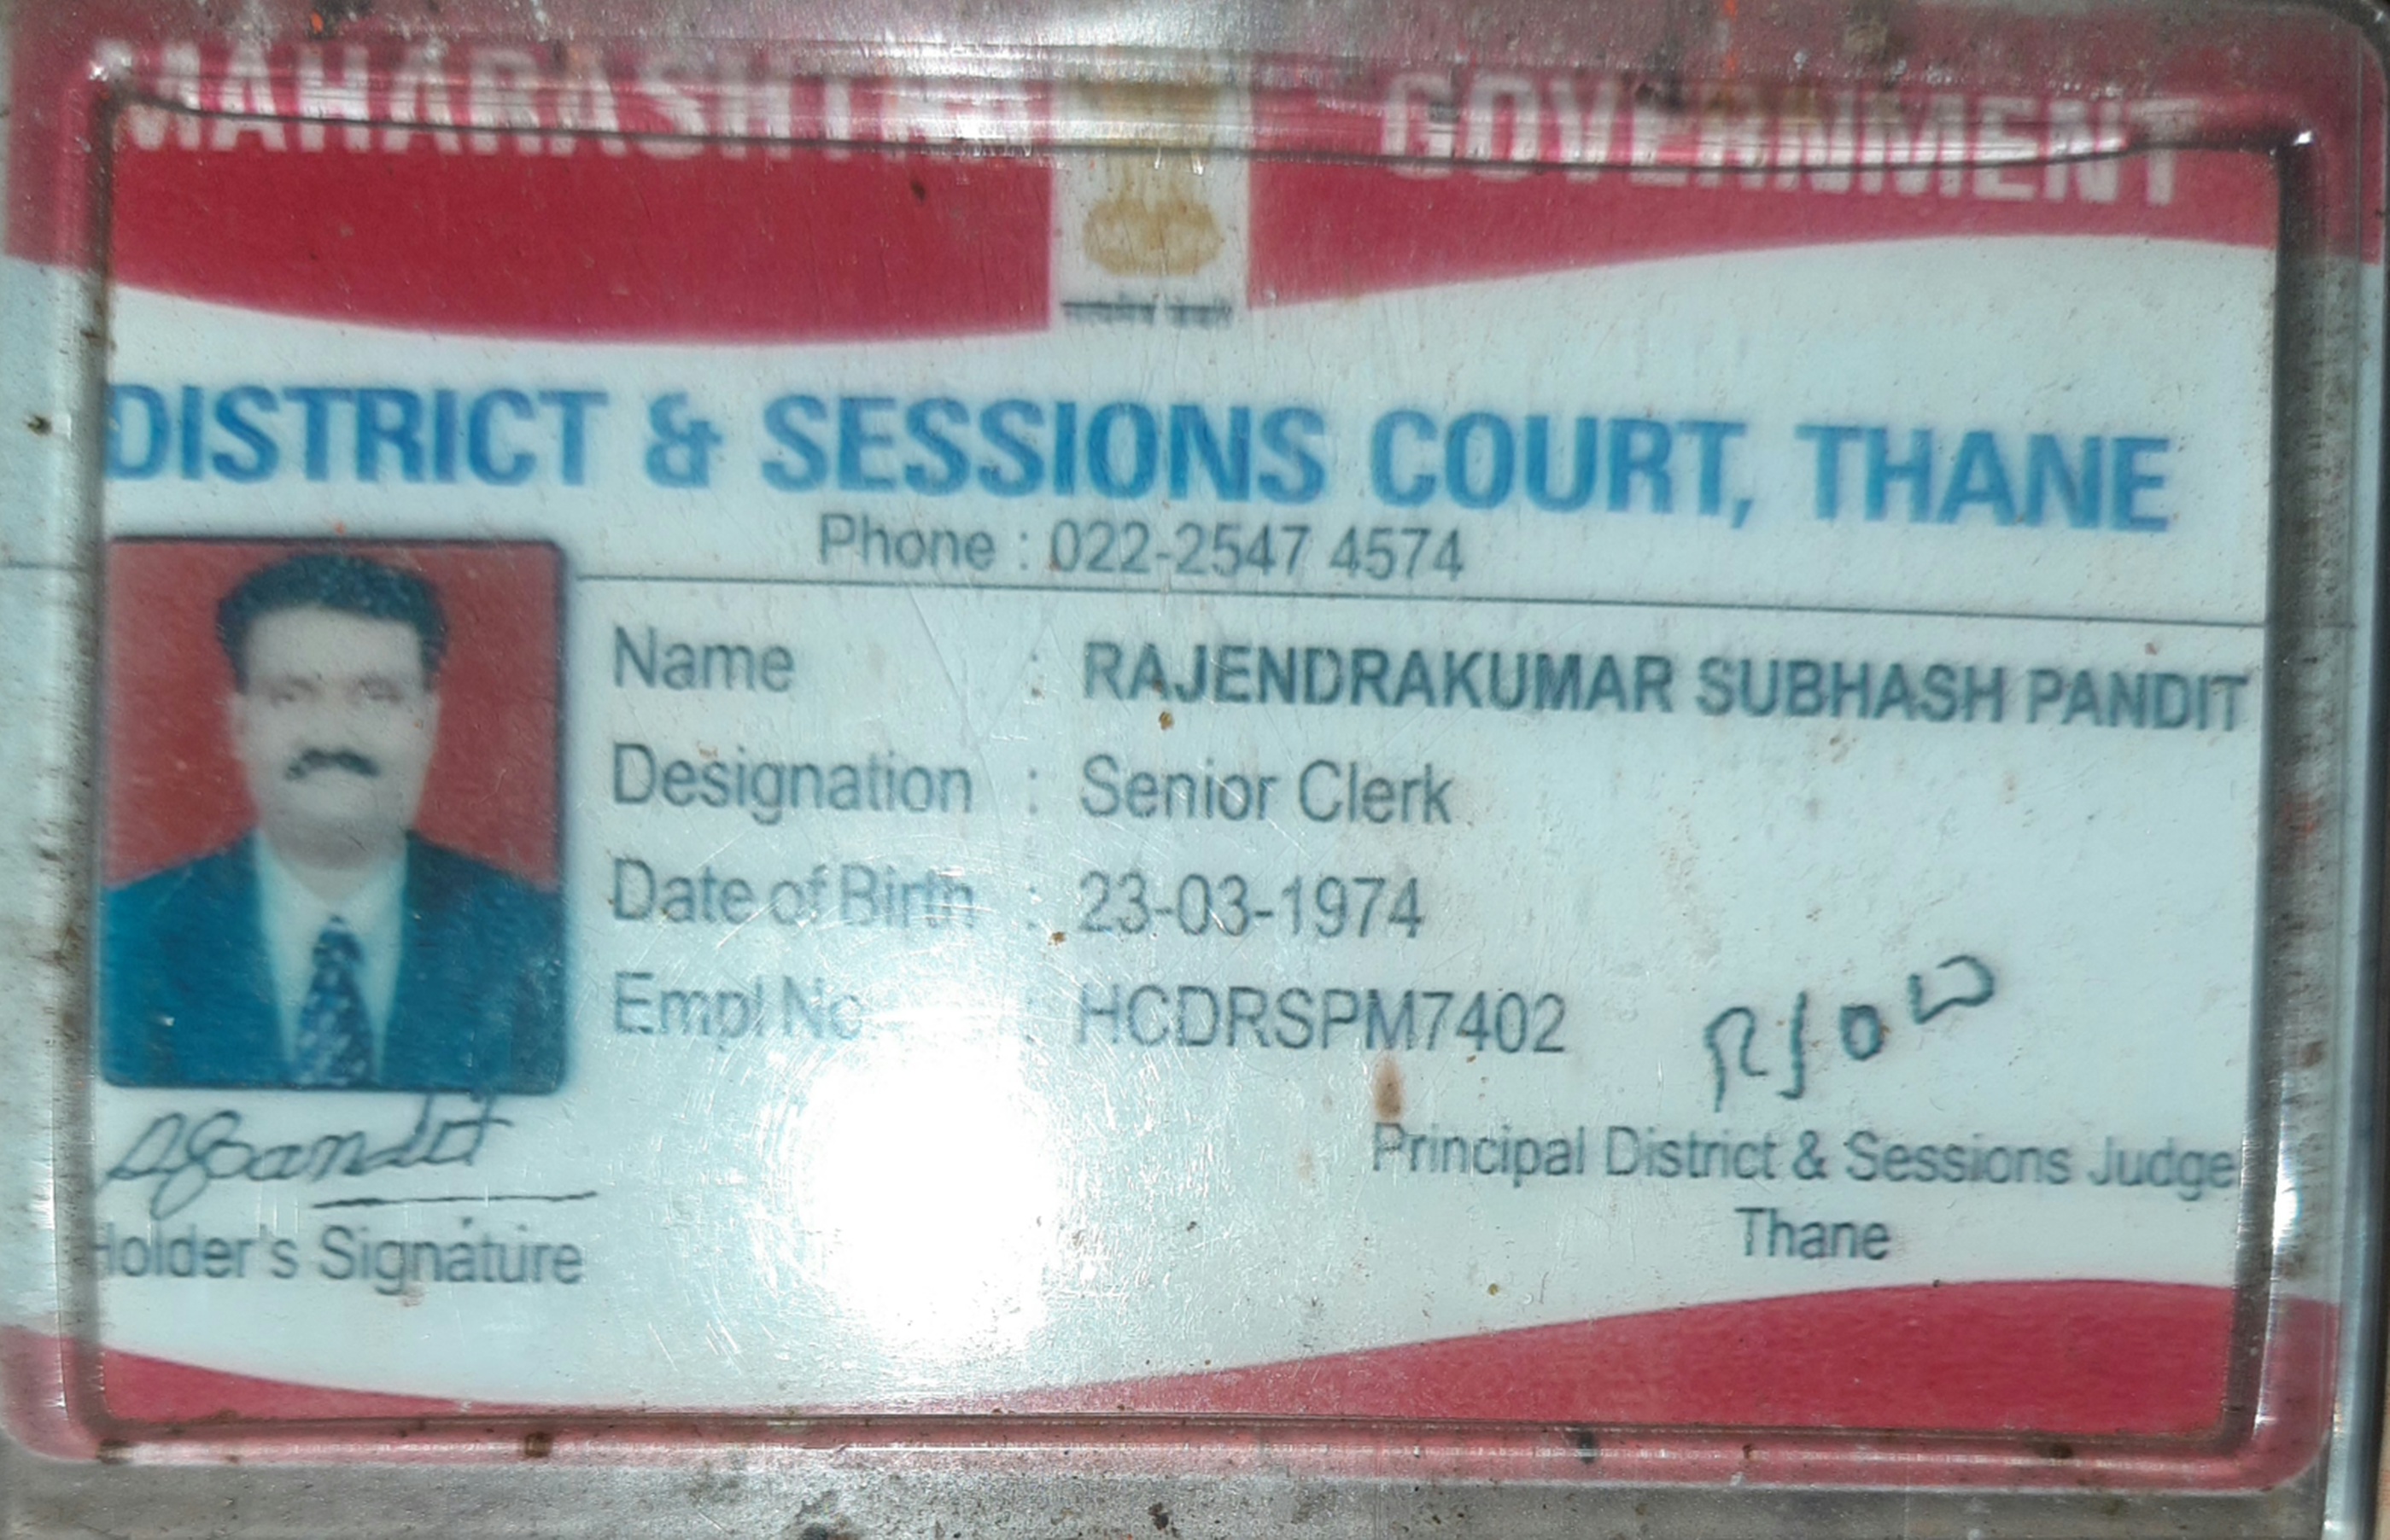 MAHARASHTRA GOVERNMENT
DISTRICT & SESSIONS COURT, THANE
Phone : 022-2547 4574
Name : RAJENDRAKUMAR SUBHASH PANDIT
Designation : Senior Clerk
Date of Birth : 23-03-1974
Empl No : HCDRSPM7402
Principal District & Sessions Judge
Thane
Holder's Signature